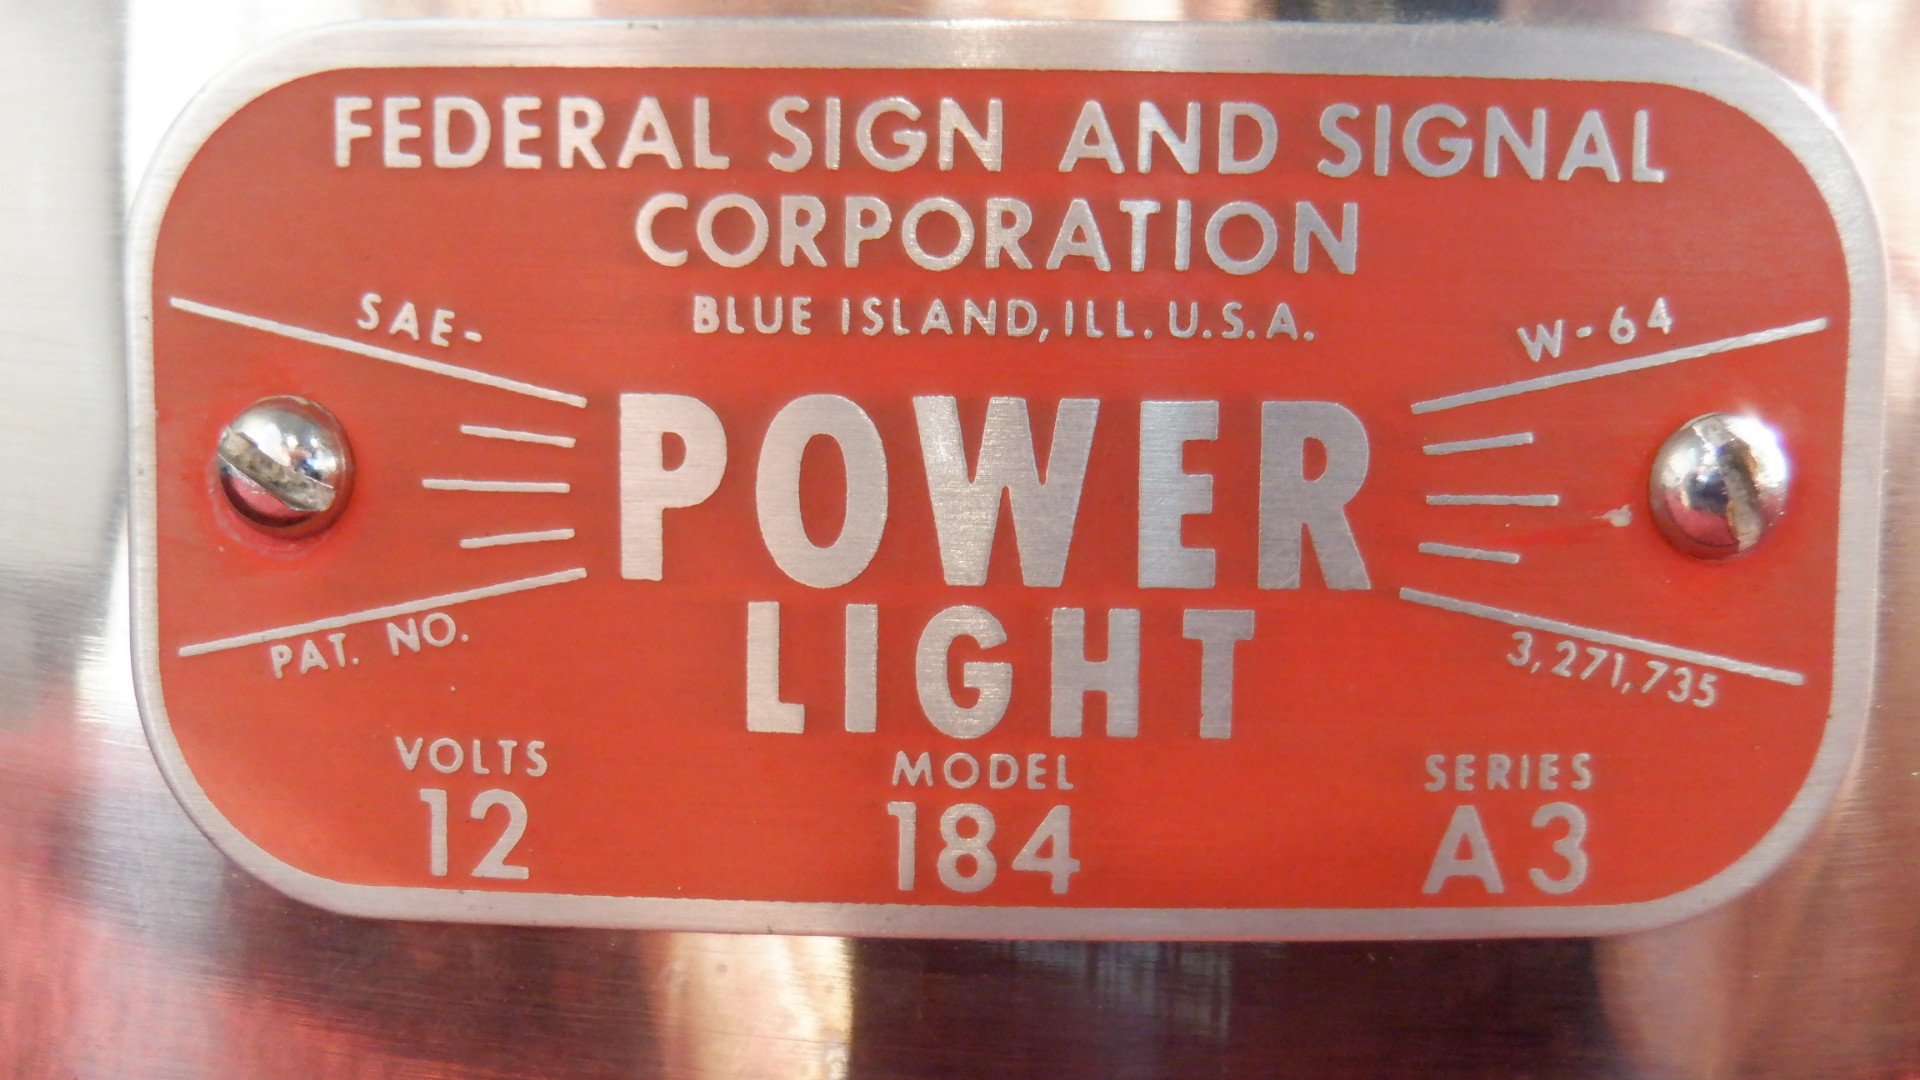 FEDERAL SIGN AND SIGNAL
CORPORATION
BLUE ISLAND, ILL. U.S.A.
SAE- W-64
POWER
LIGHT
PAT. NO. 3,271,735
VOLTS MODEL SERIES
12 184 A3